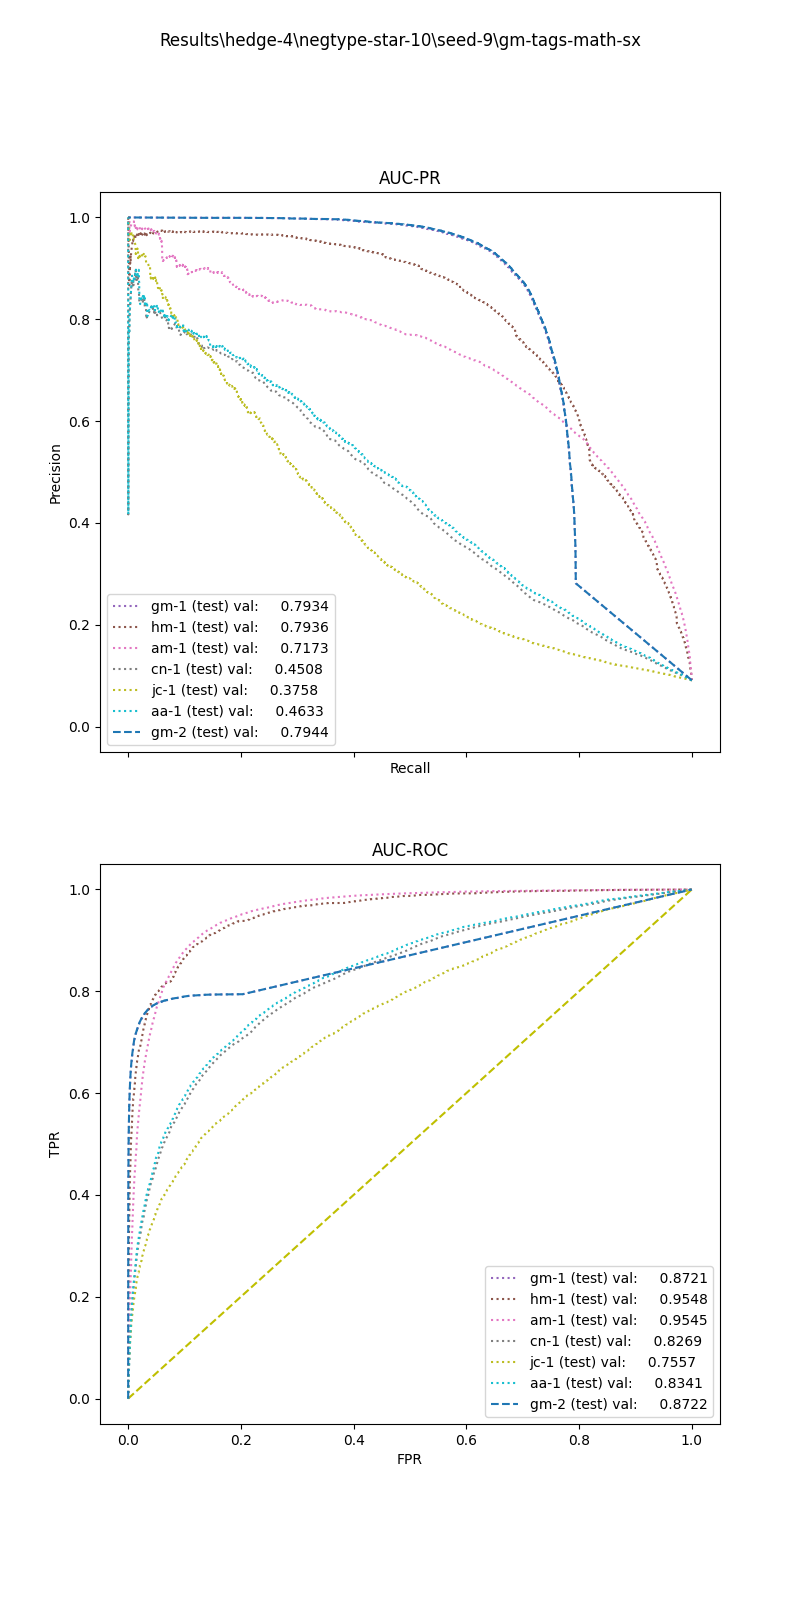 Results\hedge-4\negtype-star-10\seed-9\gm-tags-math-sx
AUC-PR
1.0
0.8
0.6
0.4
0.2
0.0
Precision
gm-1 (test) val: 0.7934
hm-1 (test) val: 0.7936
am-1 (test) val: 0.7173
cn-1 (test) val: 0.4508
jc-1 (test) val: 0.3758
aa-1 (test) val: 0.4633
gm-2 (test) val: 0.7944
Recall
AUC-ROC
1.0
0.8
0.6
0.4
0.2
0.0
TPR
gm-1 (test) val: 0.8721
hm-1 (test) val: 0.9548
am-1 (test) val: 0.9545
cn-1 (test) val: 0.8269
jc-1 (test) val: 0.7557
aa-1 (test) val: 0.8341
gm-2 (test) val: 0.8722
0.0 0.2 0.4 0.6 0.8 1.0
FPR